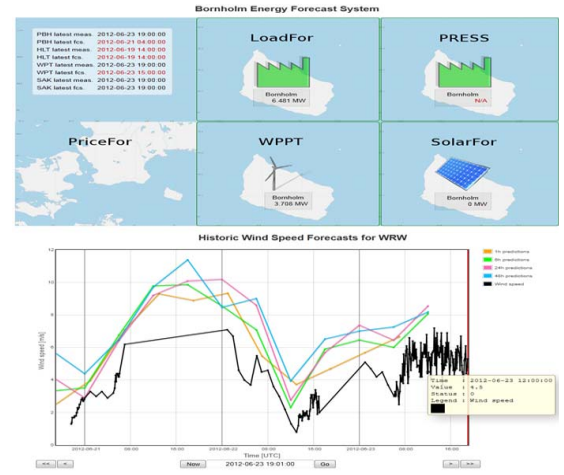 Bornholm Energy Forecast System
PBH latest meas. 2012-06-23 19:00:00
PBH latest fcs. 2012-06-21 04:00:00
HLT latest meas. 2012-06-19 14:00:00
HLT latest fcs. 2012-06-19 14:00:00
WPT latest meas. 2012-06-23 19:00:00
WPT latest fcs. 2012-06-23 15:00:00
SAK latest meas. 2012-06-23 19:00:00
SAK latest fcs. 2012-06-23 19:00:00
LoadFor
Bornholm
6.481 MW
PRESS
Bornholm
N/A
PriceFor
WPPT
Bornholm
3.708 MW
SolarFor
Bornholm
0 MW
Historic Wind Speed Forecasts for WRW
1h predictions
6h predictions
24h predictions
48h predictions
Wind speed
Wind speed [m/s]
12
10
8
6
4
2
0
Time : 2012-06-23 12:00:00
Value : 4.8
Status : 0
Legend : Wind speed
2012-06-21
2012-06-22
2012-06-23
Time [UTC]
<< < Now 2012-06-23 19:01:00 Go > >>